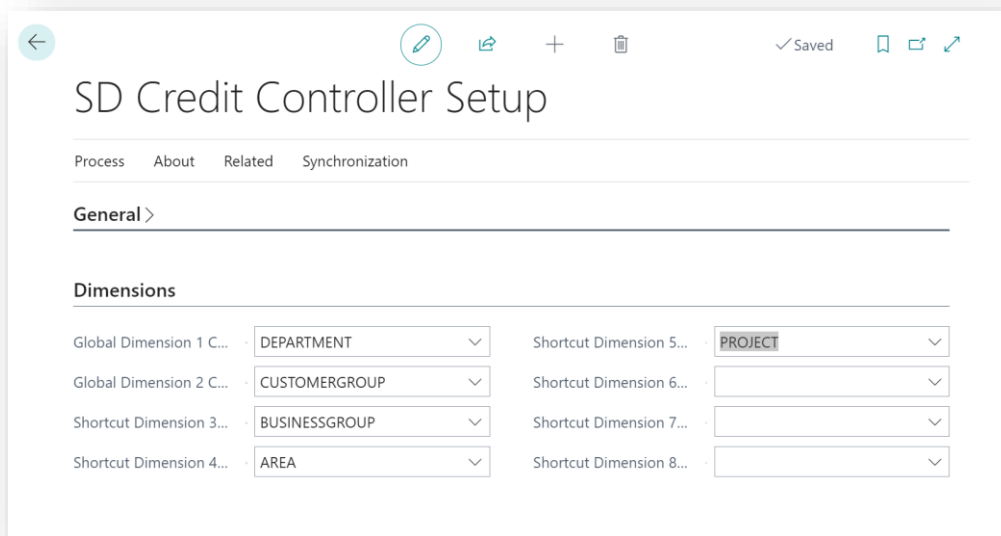 Saved
SD Credit Controller Setup
Process About Related Synchronization
General
Dimensions
Global Dimension 1 C... DEPARTMENT Shortcut Dimension 5... PROJECT
Global Dimension 2 C... CUSTOMERGROUP Shortcut Dimension 6...
Shortcut Dimension 3... BUSINESSGROUP Shortcut Dimension 7...
Shortcut Dimension 4... AREA Shortcut Dimension 8...